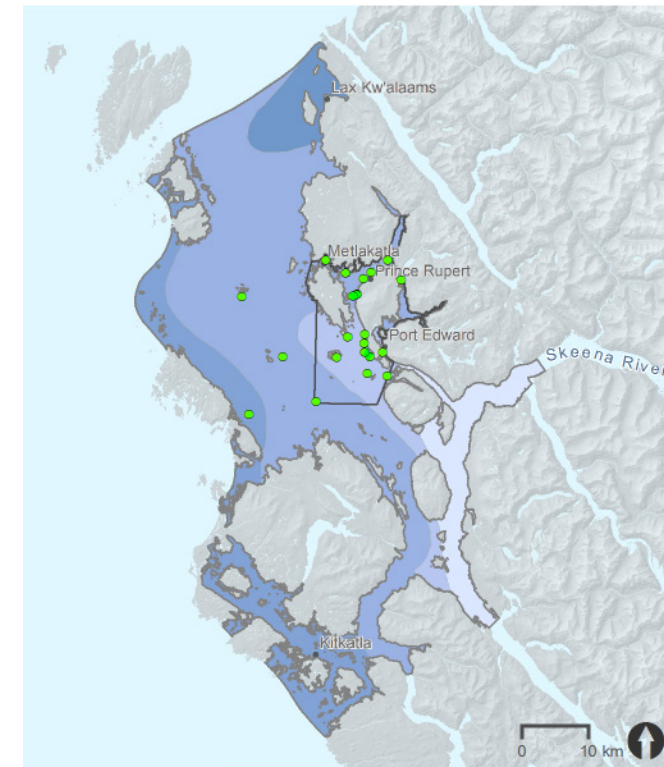 Lax Kw'alaams
Metlakatla
Prince Rupert
Port Edward
Skeena River
Kitkatla
0 10 km